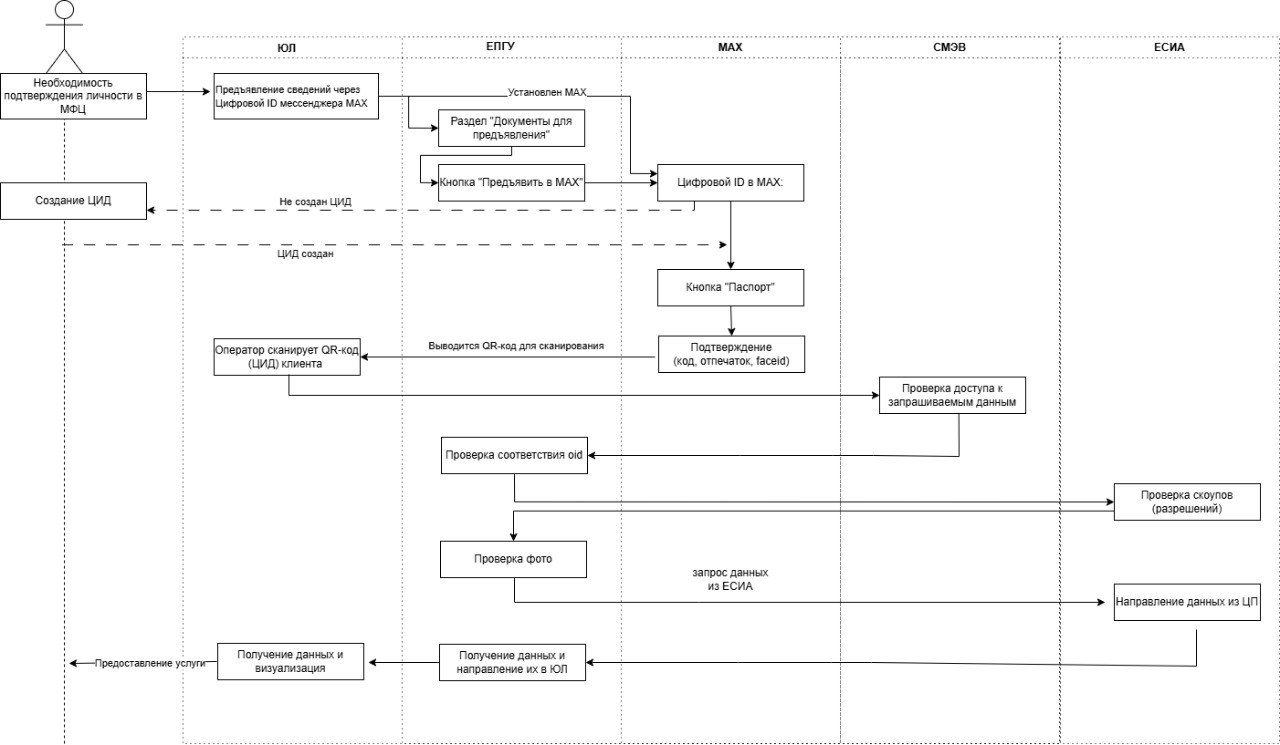 ЮЛ
ЕПГУ
MAX
СМЭВ
ЕСИА
Необходимость
подтверждения личности в
МФЦ
Предъявление сведений через
Цифровой ID мессенджера MAX
Установлен MAX
Раздел "Документы для
предъявления"
Кнопка "Предъявить в MAX"
Цифровой ID в MAX:
Создание ЦИД
Не создан ЦИД
ЦИД создан
Кнопка "Паспорт"
Оператор сканирует QR-код
(ЦИД) клиента
Выводится QR-код для сканирования
Подтверждение
(код, отпечаток, faceid)
Проверка доступа к
запрашиваемым данным
Проверка соответствия oid
Проверка скоупов
(разрешений)
Проверка фото
запрос данных
из ЕСИА
Направление данных из ЦП
Предоставление услуги
Получение данных и
визуализация
Получение данных и
направление их в ЮЛ